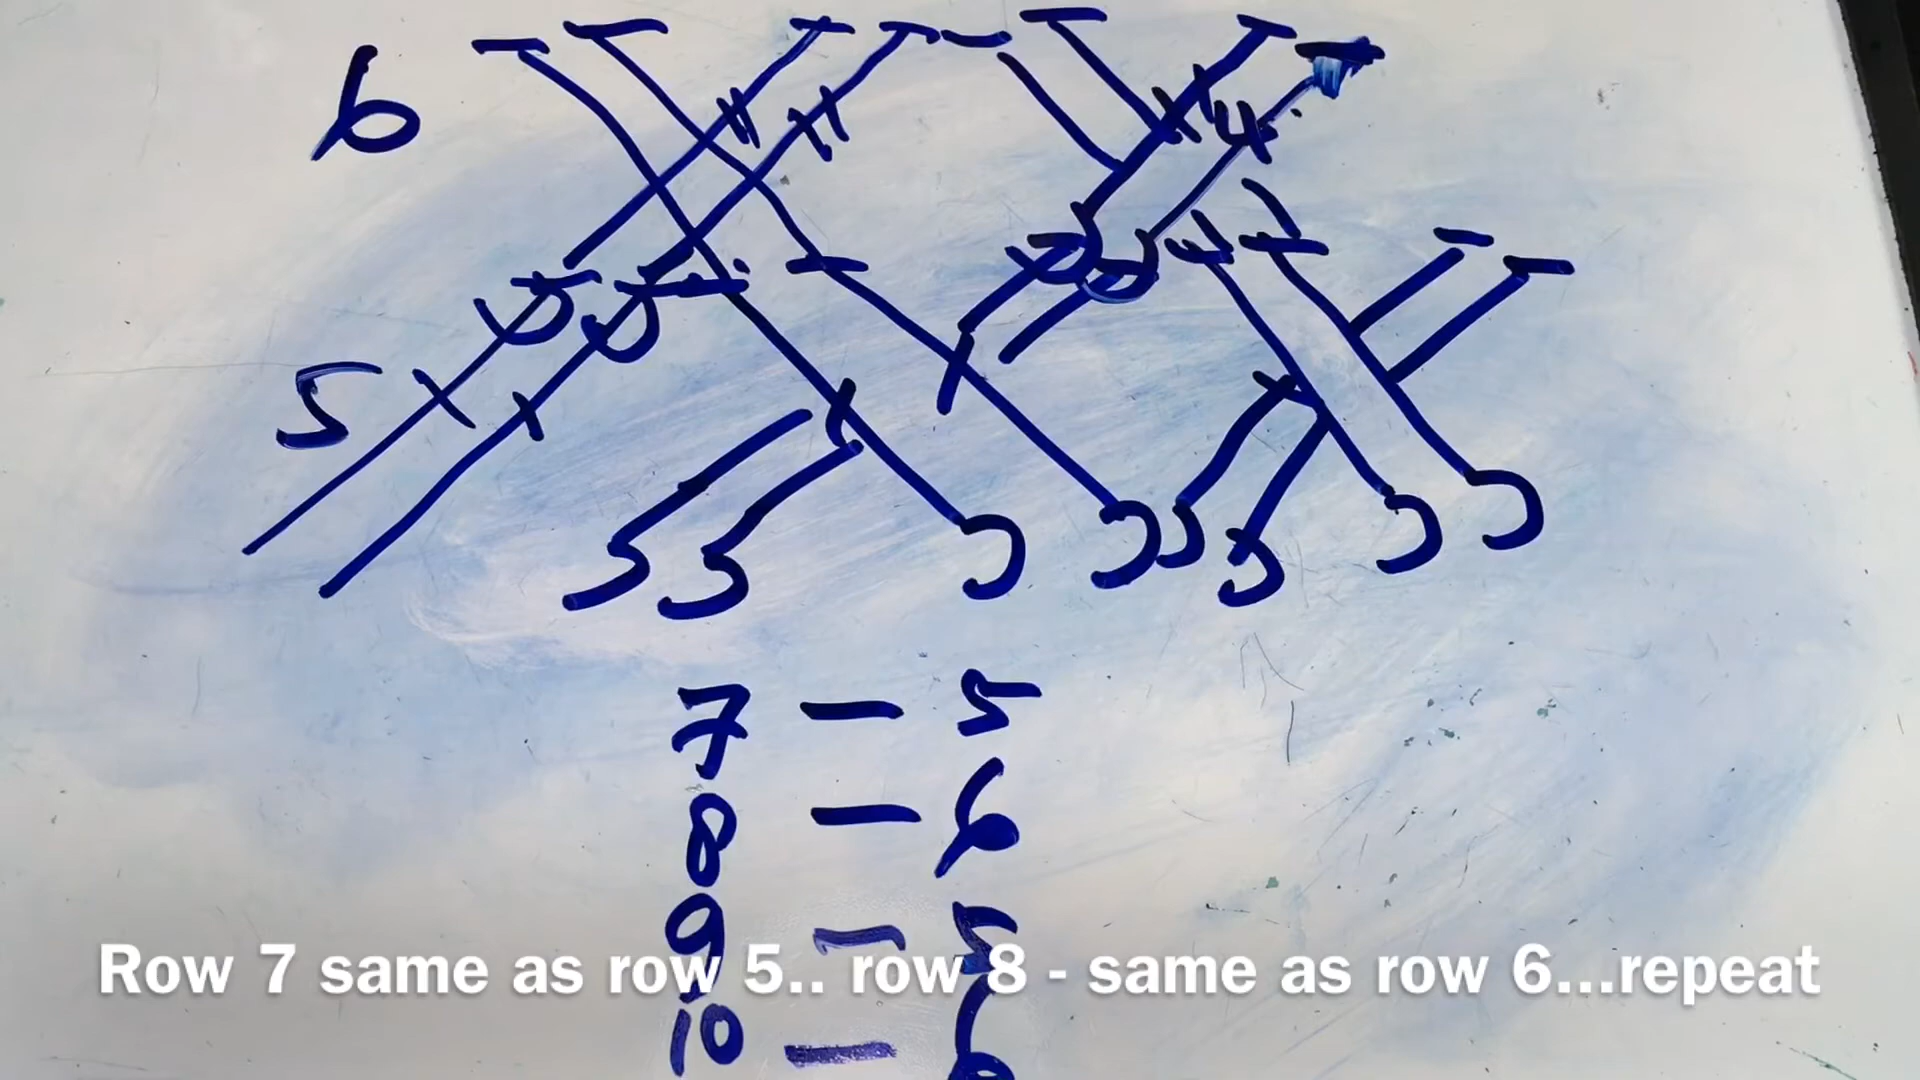 6
5
7 — 5
8 — 6
9 — 5
10 — 6
Row 7 same as row 5.. row 8 - same as row 6...repeat